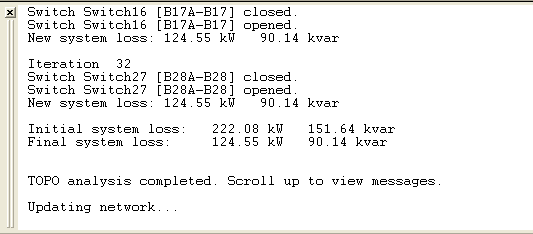 Switch Switch16 [B17A-B17] closed.
Switch Switch16 [B17A-B17] opened.
New system loss: 124.55 kW   90.14 kvar
Iteration  32
Switch Switch27 [B28A-B28] closed.
Switch Switch27 [B28A-B28] opened.
New system loss: 124.55 kW   90.14 kvar
Initial system loss:   222.08 kW   151.64 kvar
Final system loss:     124.55 kW   90.14 kvar
TOPO analysis completed. Scroll up to view messages.
Updating network...